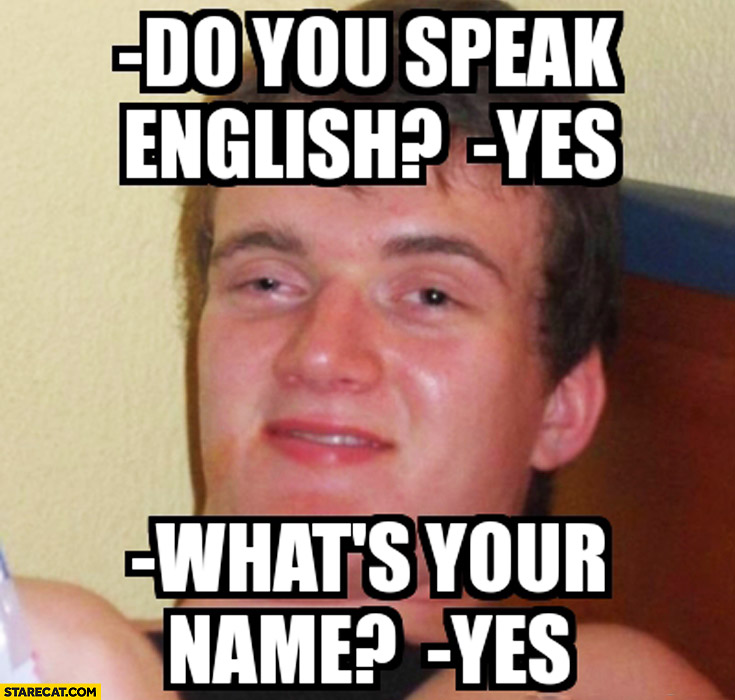 -DO YOU SPEAK
ENGLISH? -YES
-WHAT'S YOUR
NAME? -YES
STARECAT.COM